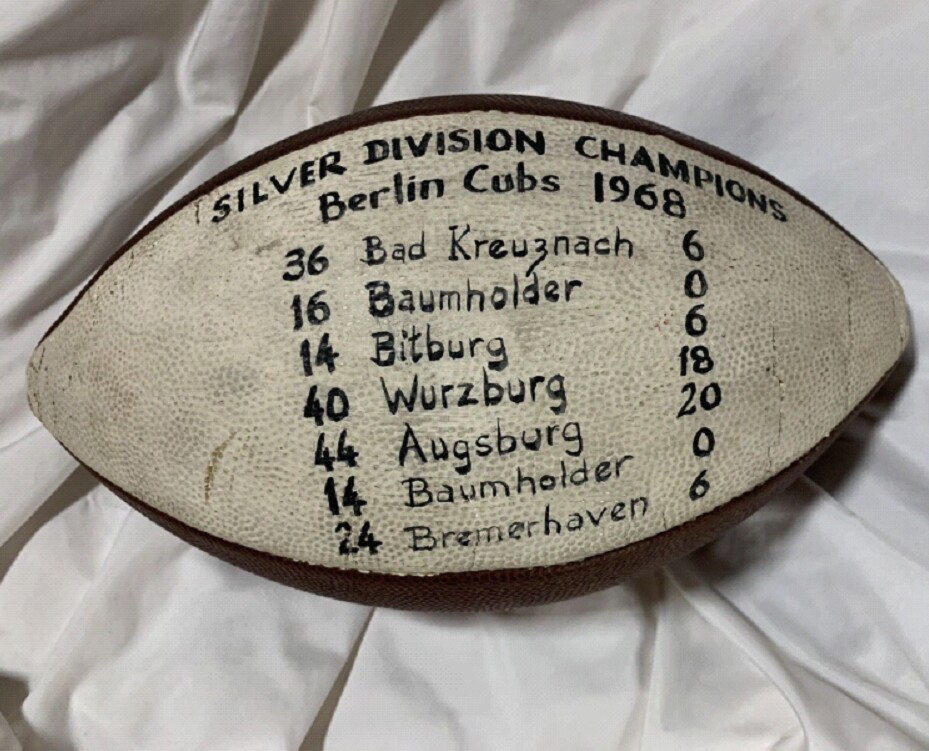 SILVER DIVISION CHAMPIONS
Berlin Cubs 1968
36 Bad Kreuznach 6
16 Baumholder 0
14 Bitburg 6
40 Wurzburg 18
44 Augsburg 20
14 Baumholder 0
24 Bremerhaven 6